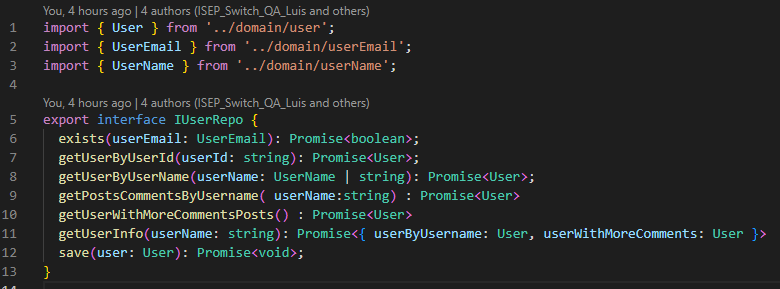 You, 4 hours ago | 4 authors (ISEP_Switch_QA_Luis and others)
1 import { User } from '../domain/user';
2 import { UserEmail } from '../domain/userEmail';
3 import { UserName } from '../domain/userName';
4
You, 4 hours ago | 4 authors (ISEP_Switch_QA_Luis and others)
5 export interface IUserRepo {
6   exists(userEmail: UserEmail): Promise<boolean>;
7   getUserByUserId(userId: string): Promise<User>;
8   getUserByUserName(userName: UserName | string): Promise<User>;
9   getPostsCommentsByUsername( userName:string) : Promise<User>
10   getUserWithMoreCommentsPosts() : Promise<User>
11   getUserInfo(userName: string): Promise<{ userByUsername: User, userWithMoreComments: User }>
12   save(user: User): Promise<void>;
13 }
14